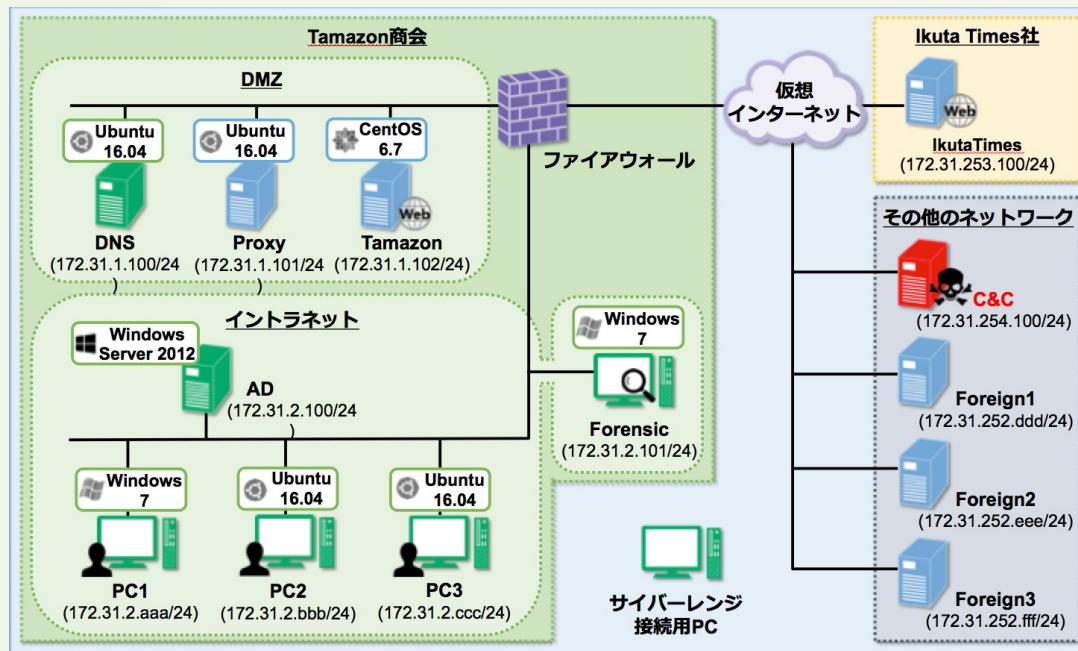 Tamazon商会
DMZ
Ubuntu
16.04
Ubuntu
16.04
CentOS
6.7
DNS
(172.31.1.100/24
)
Proxy
(172.31.1.101/24
)
Web
Tamazon
(172.31.1.102/24)
ファイアウォール
イントラネット
Windows
Server 2012
AD
(172.31.2.100/24
)
Windows
7
Forensic
(172.31.2.101/24)
Windows
7
PC1
(172.31.2.aaa/24)
Ubuntu
16.04
PC2
(172.31.2.bbb/24)
Ubuntu
16.04
PC3
(172.31.2.ccc/24)
仮想
インターネット
サイバーレンジ
接続用PC
Ikuta Times社
Web
IkutaTimes
(172.31.253.100/24)
その他のネットワーク
C&C
(172.31.254.100/24)
Foreign1
(172.31.252.ddd/24)
Foreign2
(172.31.252.eee/24)
Foreign3
(172.31.252.fff/24)